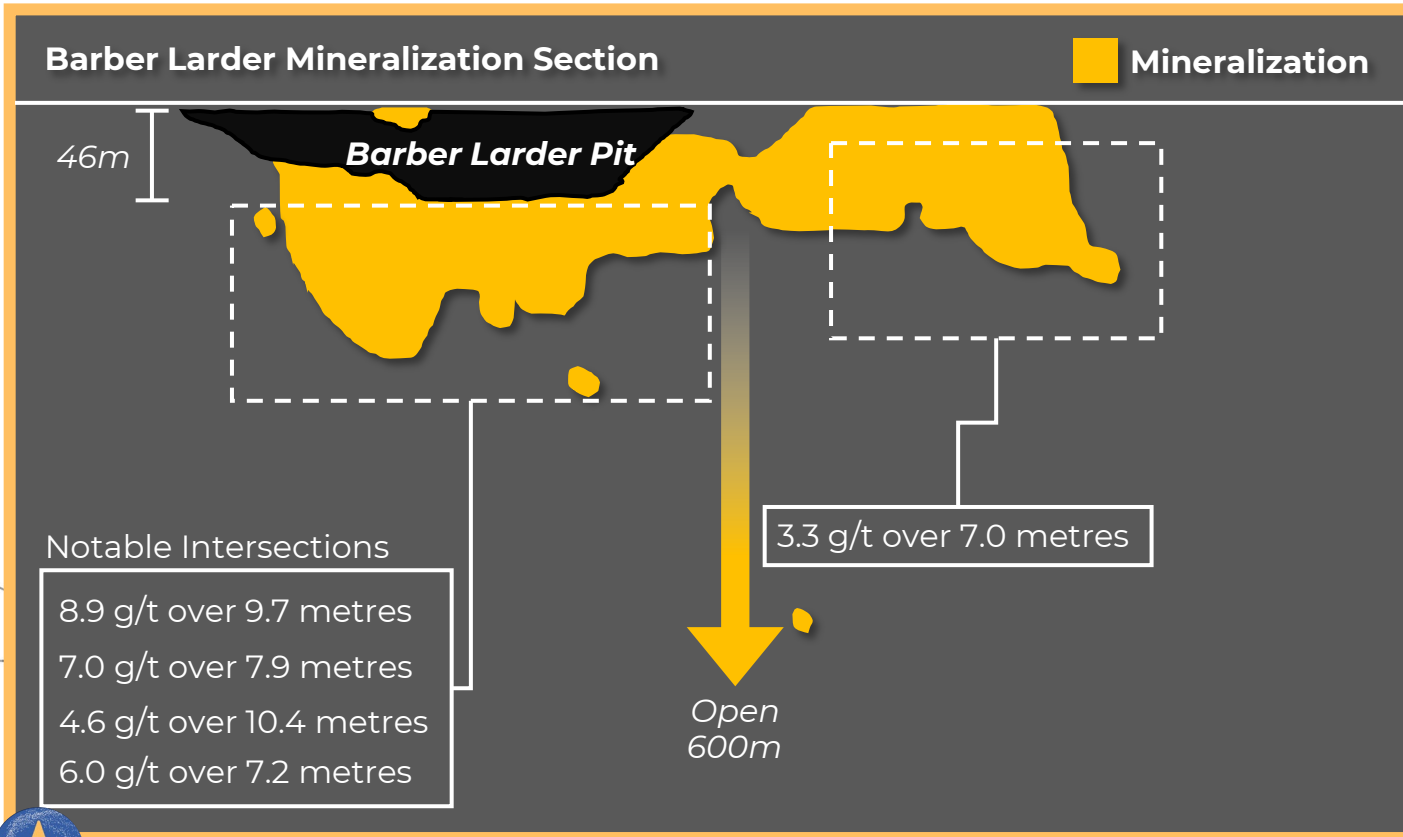 Barber Larder Mineralization Section
Mineralization
46m
Barber Larder Pit
Notable Intersections
8.9 g/t over 9.7 metres
7.0 g/t over 7.9 metres
4.6 g/t over 10.4 metres
6.0 g/t over 7.2 metres
3.3 g/t over 7.0 metres
Open
600m